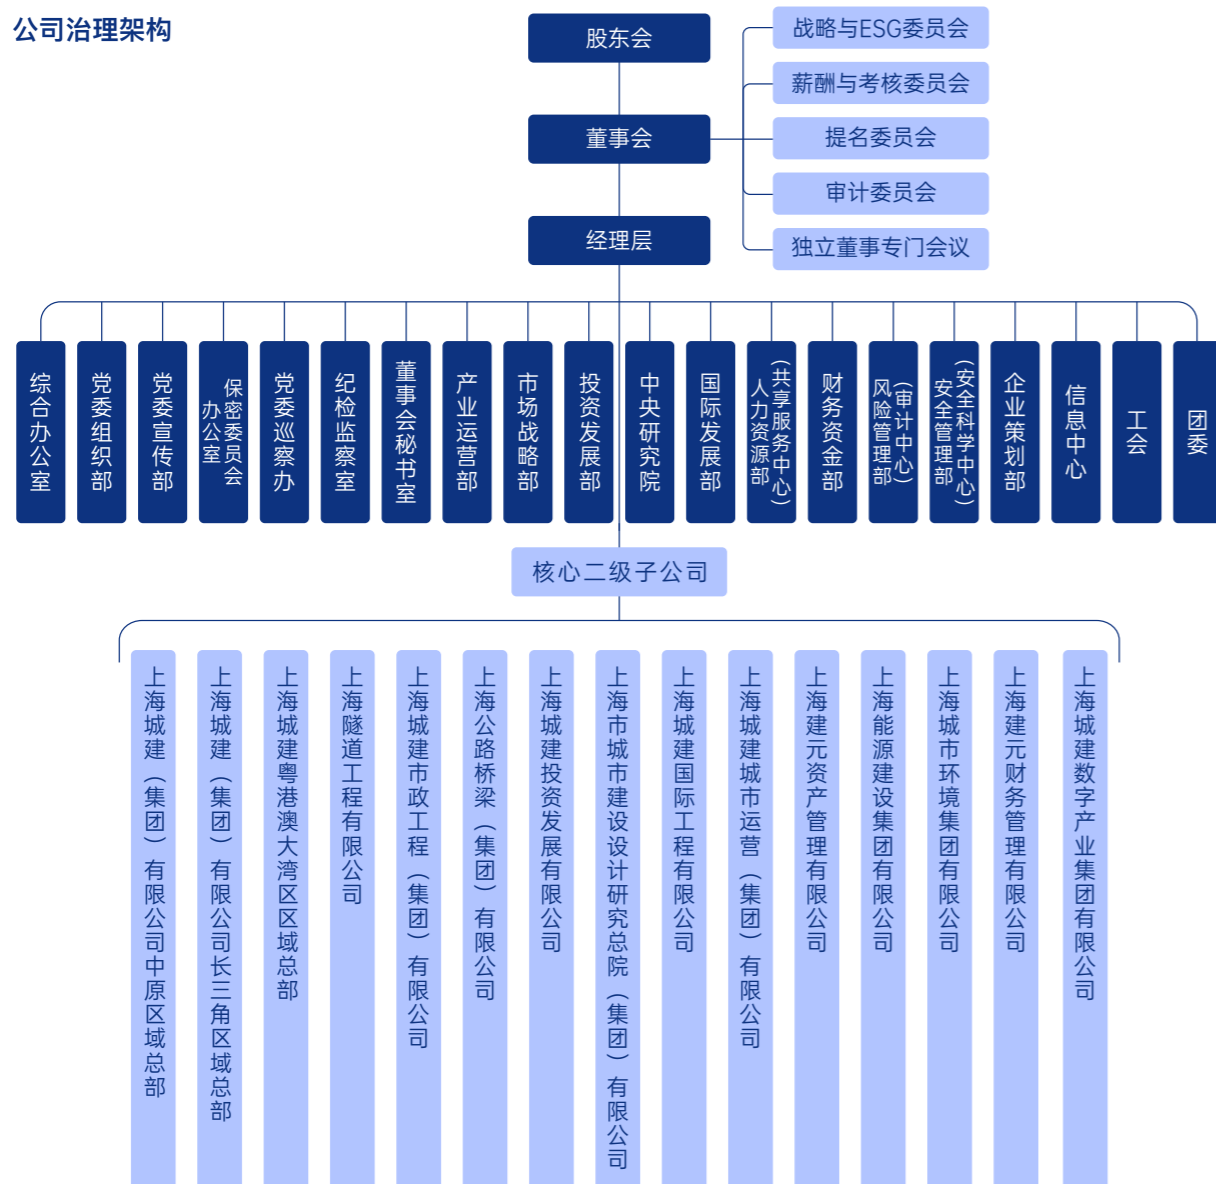 公司治理架构
股东会
董事会
经理层
战略与ESG委员会
薪酬与考核委员会
提名委员会
审计委员会
独立董事专门会议
综合办公室
党委组织部
党委宣传部
保密委员会
办公室
党委巡察办
纪检监察室
董事会秘书室
产业运营部
市场战略部
投资发展部
中央研究院
国际发展部
人力资源部
(共享服务中心)
财务资金部
风险管理部
(审计中心)
安全管理部
(安全科学中心)
企业策划部
信息中心
工会
团委
核心二级子公司
上海城建（集团）有限公司中原区域总部
上海城建（集团）有限公司长三角区域总部
上海城建粤港澳大湾区区域总部
上海隧道工程有限公司
上海城建市政工程（集团）有限公司
上海公路桥梁（集团）有限公司
上海城建投资发展有限公司
上海市城市建设设计研究总院（集团）有限公司
上海城建国际工程有限公司
上海城建城市运营（集团）有限公司
上海建元资产管理有限公司
上海能源建设集团有限公司
上海城市环境集团有限公司
上海建元财务管理有限公司
上海城建数字产业集团有限公司